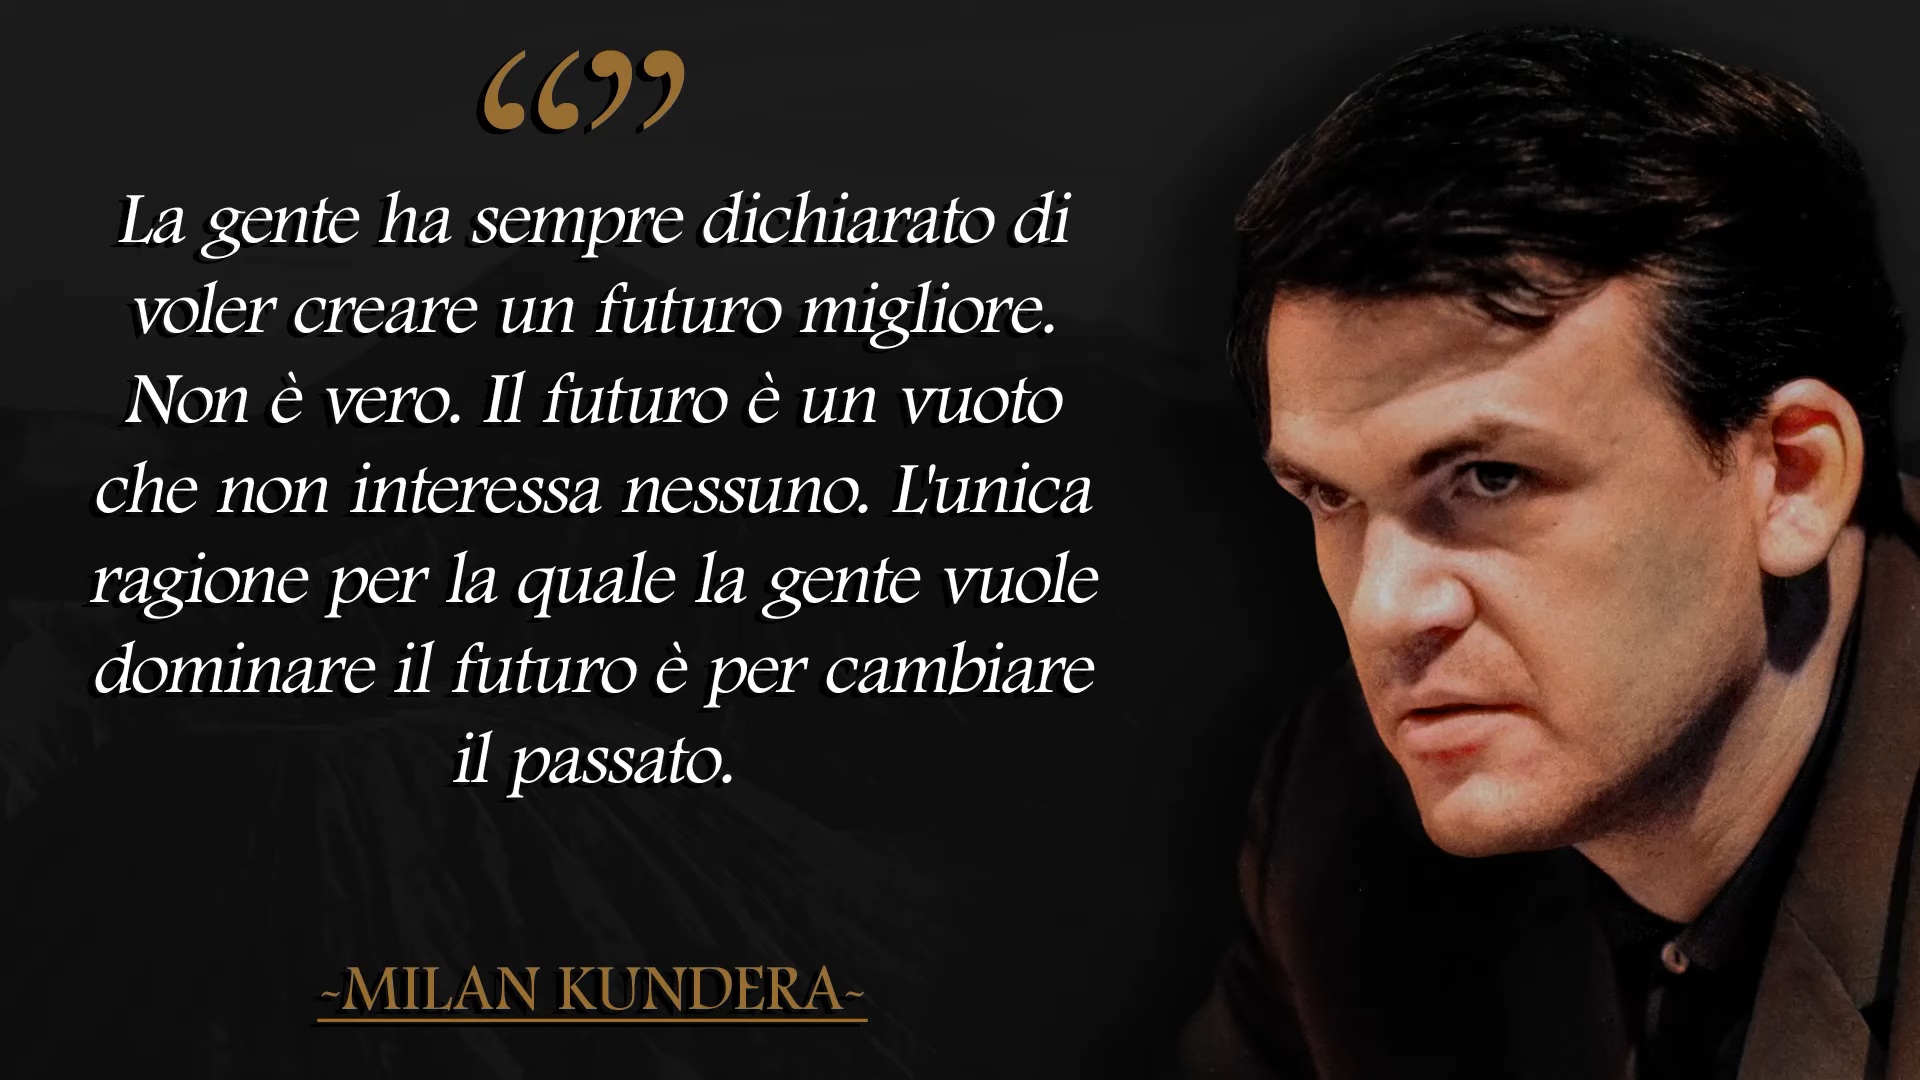 “”
La gente ha sempre dichiarato di
voler creare un futuro migliore.
Non è vero. Il futuro è un vuoto
che non interessa nessuno. L'unica
ragione per la quale la gente vuole
dominare il futuro è per cambiare
il passato.
~MILAN KUNDERA~